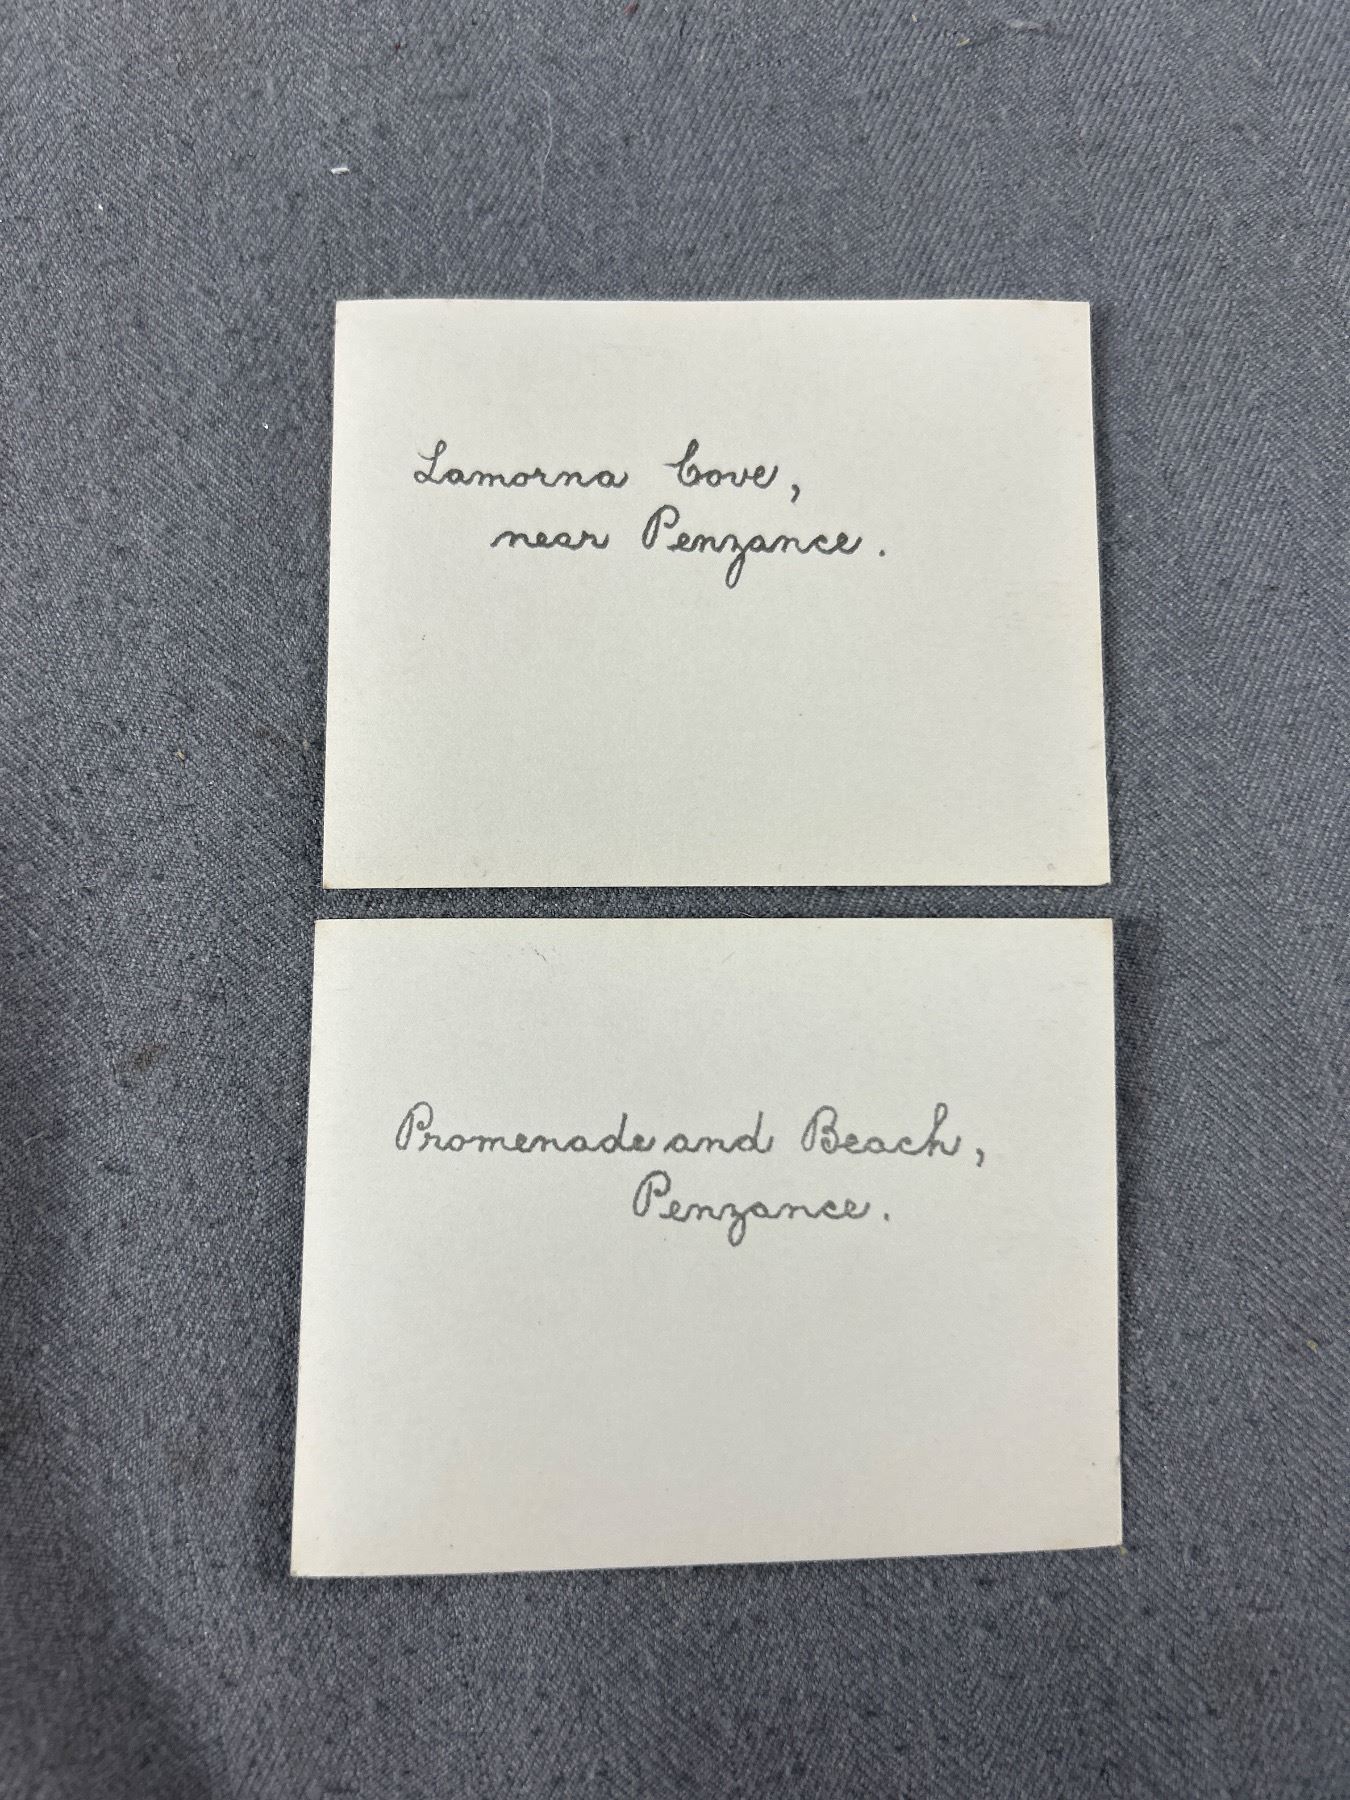 Lamorna Cove,
near Penzance.
Promenade and Beach,
Penzance.